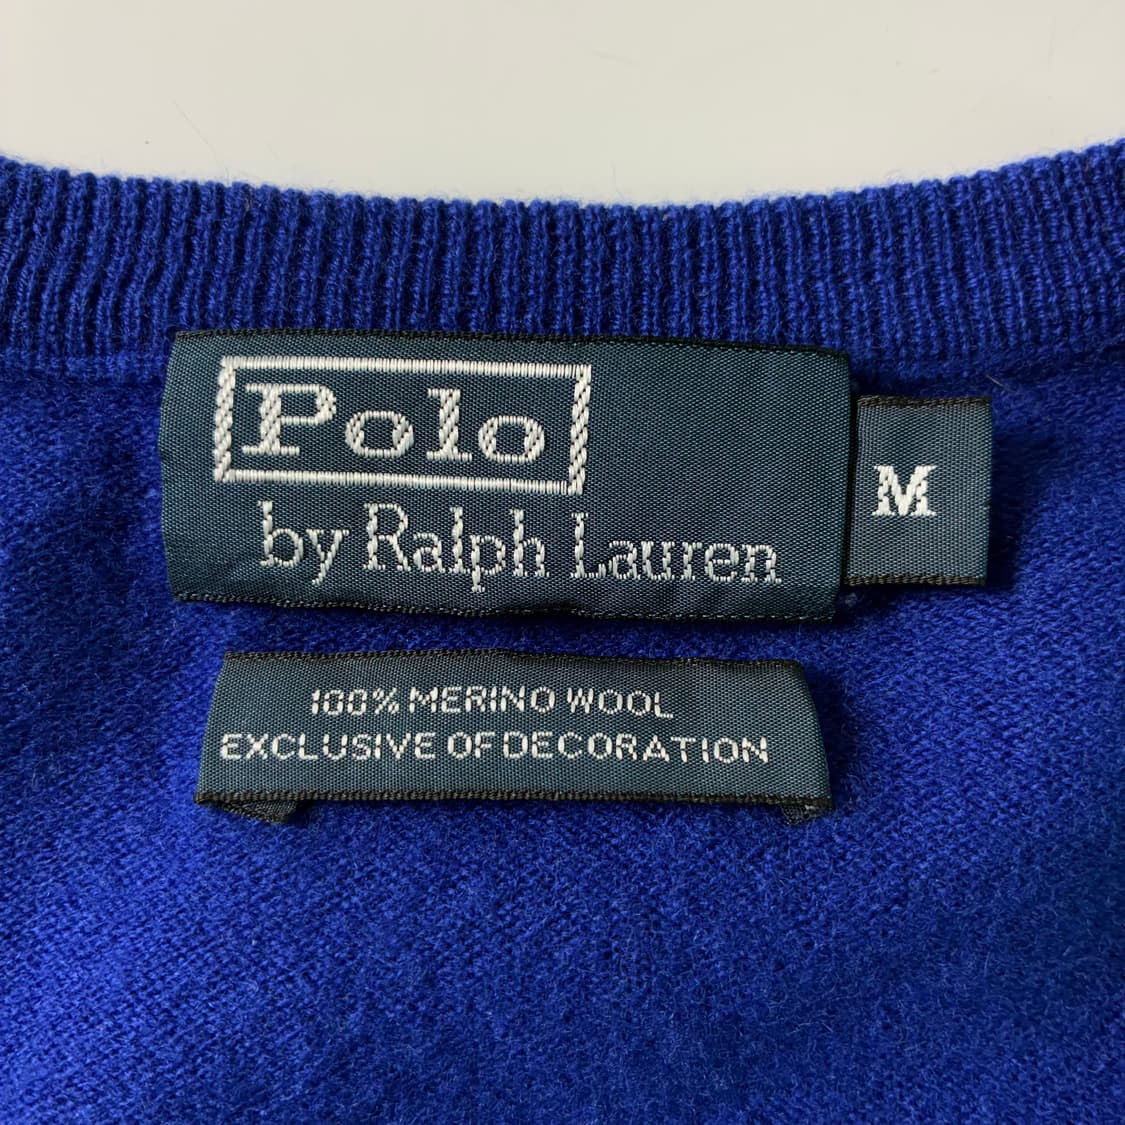 Polo
by Ralph Lauren
M
100% MERINO WOOL
EXCLUSIVE OF DECORATION